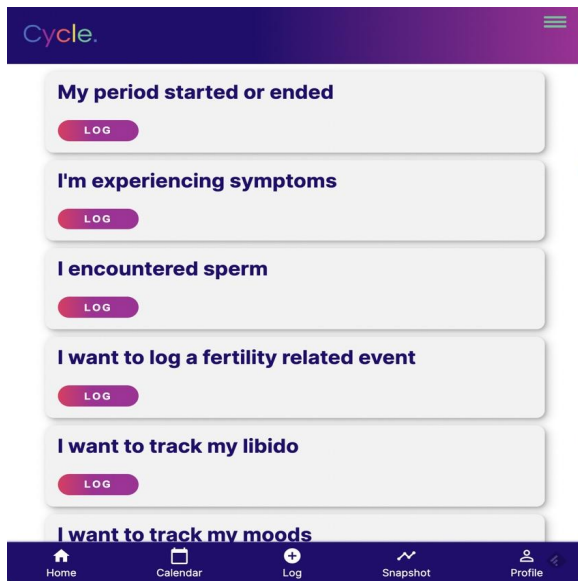 Cycle.
My period started or ended
LOG
I'm experiencing symptoms
LOG
I encountered sperm
LOG
I want to log a fertility related event
LOG
I want to track my libido
LOG
I want to track my moods
Home Calendar Log Snapshot Profile